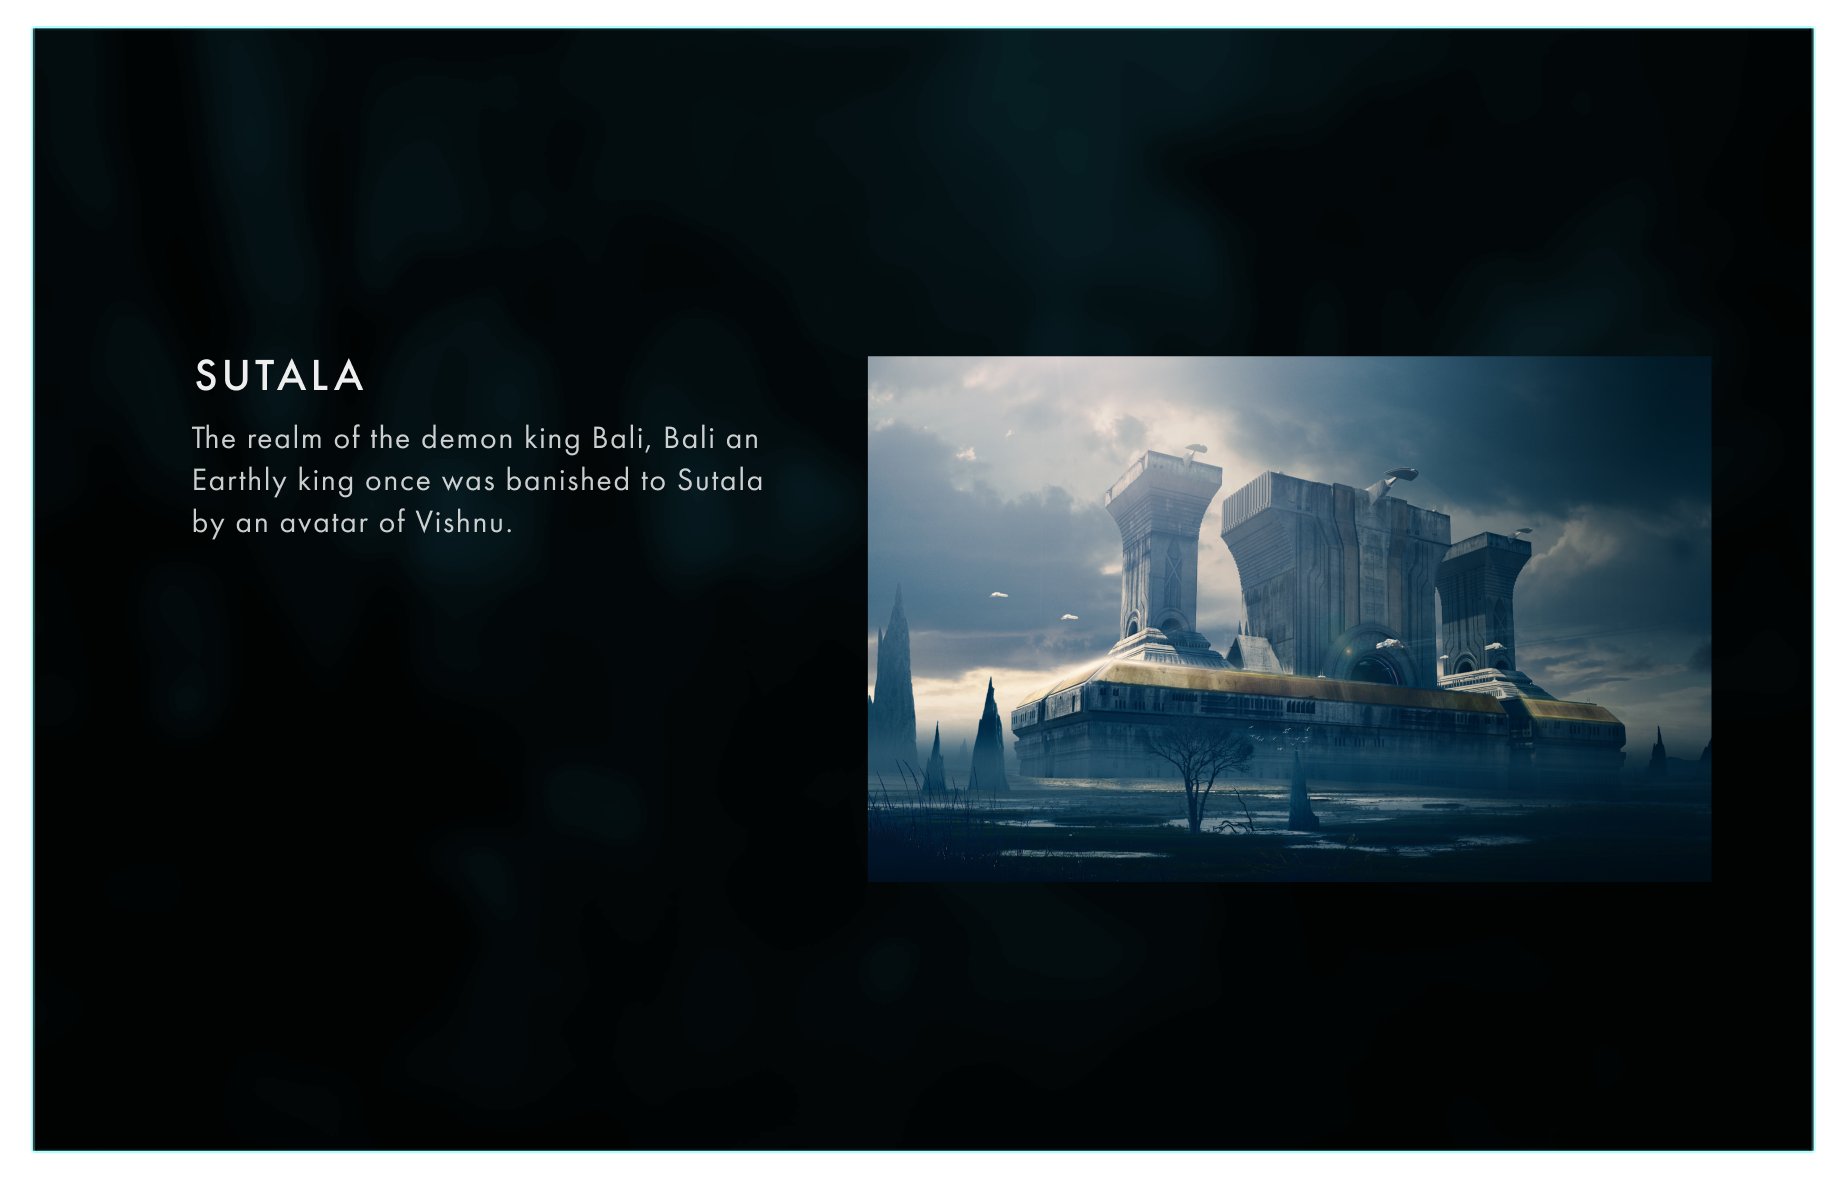 SUTALA
The realm of the demon king Bali, Bali an
Earthly king once was banished to Sutala
by an avatar of Vishnu.